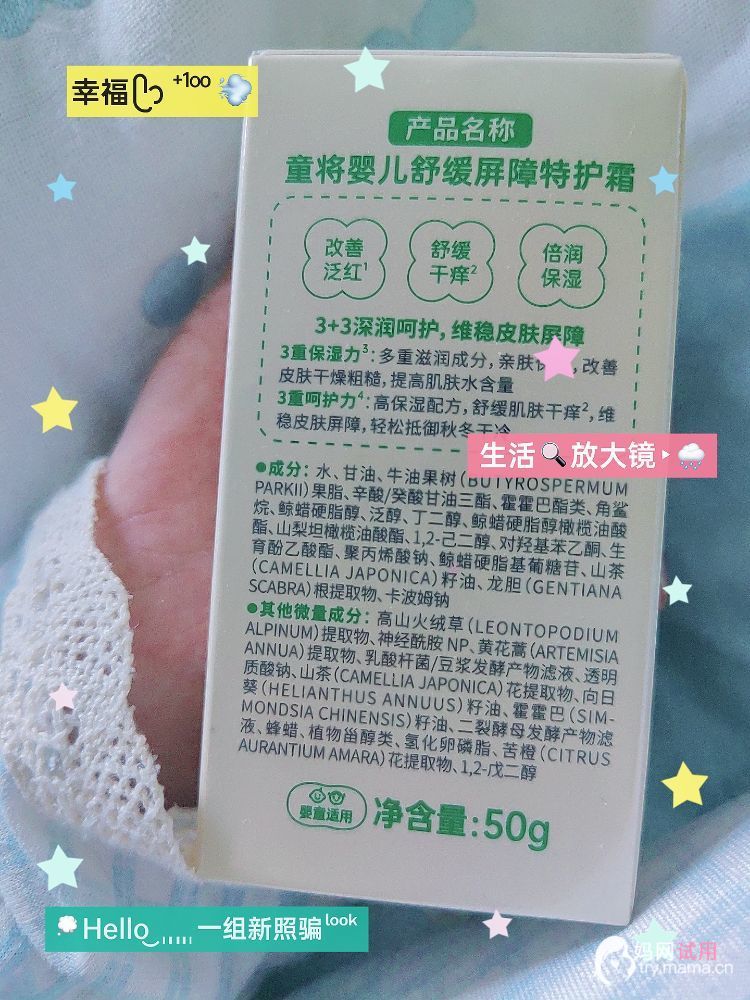 幸福 +100
产品名称
童将婴儿舒缓屏障特护霜
改善
泛红1
舒缓
干痒2
倍润
保湿
3+3深润呵护,维稳皮肤屏障
3重保湿力3:多重滋润成分,亲肤,改善
皮肤干燥粗糙,提高肌肤水含量
3重呵护力4:高保湿配方,舒缓肌肤干痒2,维
稳皮肤屏障,轻松抵御秋冬干冷
生活 放大镜
●成分:水、甘油、牛油果树(BUTYROSPERMUM
PARKII)果脂、辛酸/癸酸甘油三酯、霍霍巴酯类、角鲨
烷、鲸蜡硬脂醇、泛醇、丁二醇、鲸蜡硬脂醇橄榄油酸
酯、山梨坦橄榄油酸酯、1,2-己二醇、对羟基苯乙酮、生
育酚乙酸酯、聚丙烯酸钠、鲸蜡硬脂基葡糖苷、山茶
(CAMELLIA JAPONICA)籽油、龙胆(GENTIANA
SCABRA)根提取物、卡波姆钠
●其他微量成分:高山火绒草(LEONTOPODIUM
ALPINUM)提取物、神经酰胺 NP、黄花蒿(ARTEMISIA
ANNUA)提取物、乳酸杆菌/豆浆发酵产物滤液、透明
质酸钠、山茶(CAMELLIA JAPONICA)花提取物、向日
葵(HELIANTHUS ANNUUS)籽油、霍霍巴(SIM-
MONDSIA CHINENSIS)籽油、二裂酵母发酵产物滤
液、蜂蜡、植物甾醇类、氢化卵磷脂、苦橙(CITRUS
AURANTIUM AMARA)花提取物、1,2-戊二醇
婴童适用
净含量:50g
Hello 一组新照骗 look
妈网试用
try.mama.cn